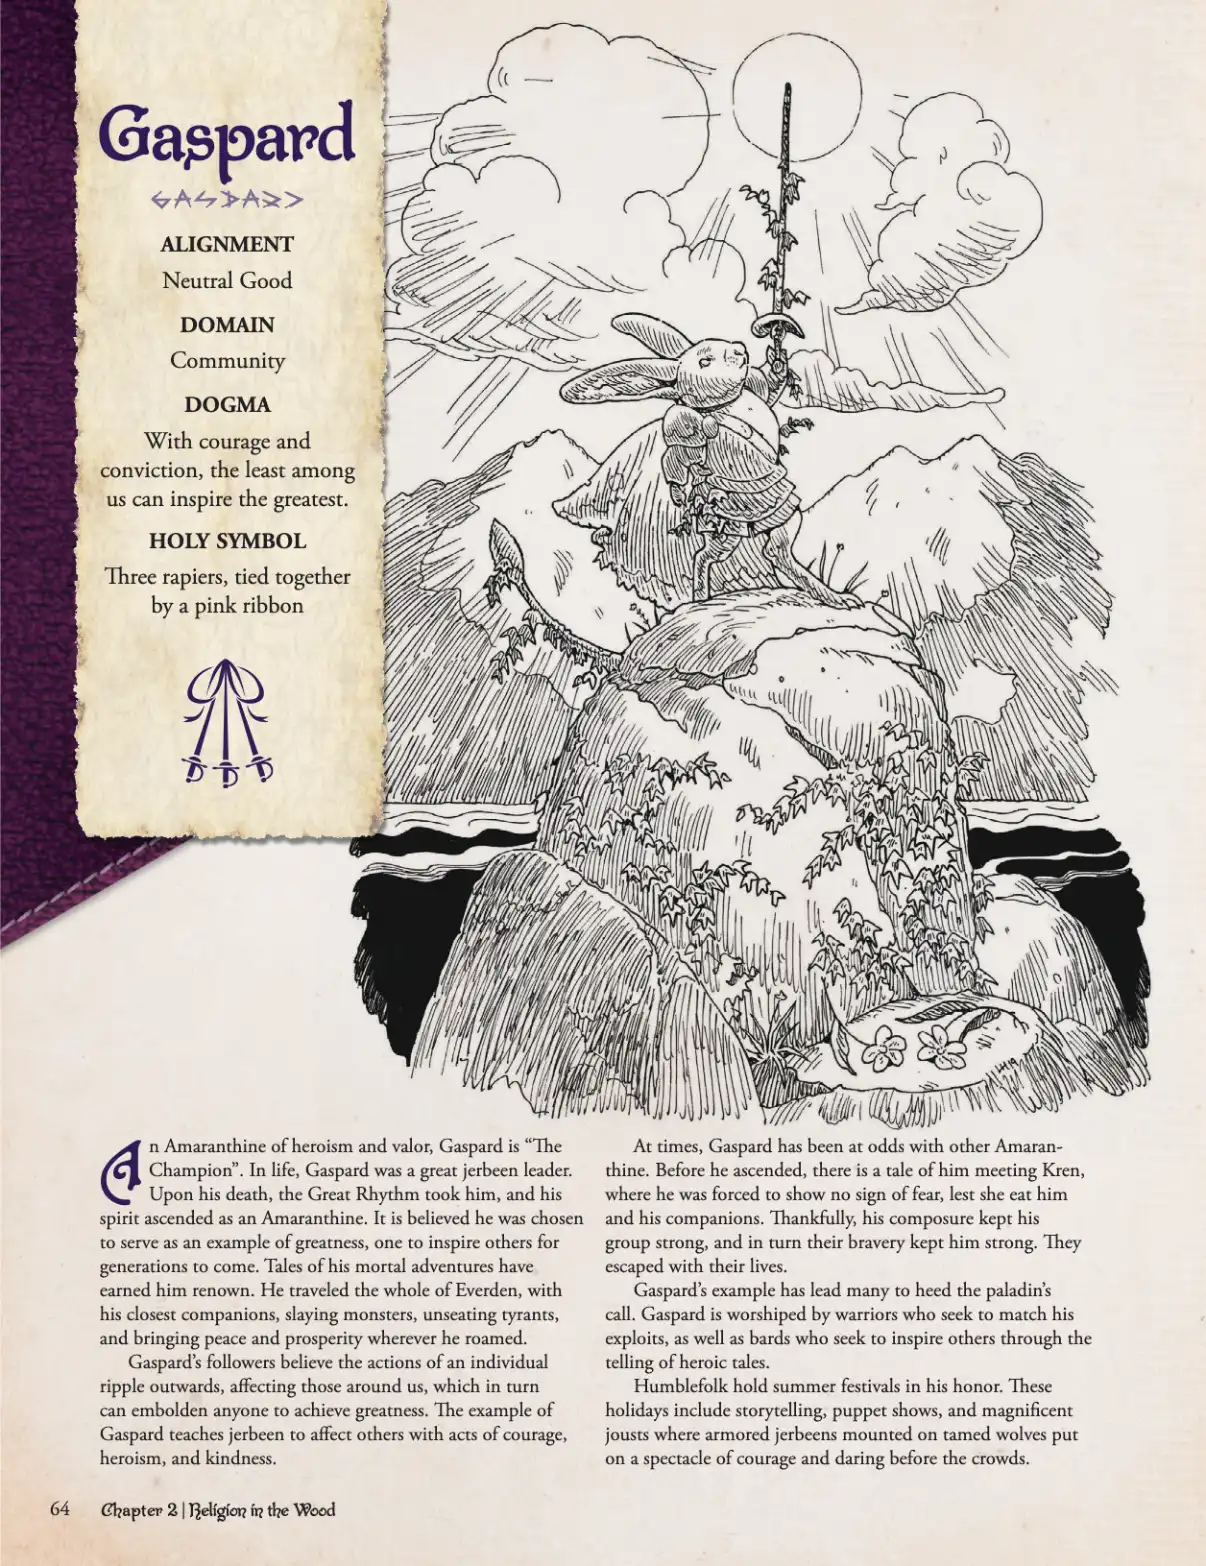 Gaspard
ALIGNMENT
Neutral Good
DOMAIN
Community
DOGMA
With courage and
conviction, the least among
us can inspire the greatest.
HOLY SYMBOL
Three rapiers, tied together
by a pink ribbon
An Amaranthine of heroism and valor, Gaspard is “The
Champion”. In life, Gaspard was a great jerbeen leader.
Upon his death, the Great Rhythm took him, and his
spirit ascended as an Amaranthine. It is believed he was chosen
to serve as an example of greatness, one to inspire others for
generations to come. Tales of his mortal adventures have
earned him renown. He traveled the whole of Everden, with
his closest companions, slaying monsters, unseating tyrants,
and bringing peace and prosperity wherever he roamed.
Gaspard’s followers believe the actions of an individual
ripple outwards, affecting those around us, which in turn
can embolden anyone to achieve greatness. The example of
Gaspard teaches jerbeen to affect others with acts of courage,
heroism, and kindness.
At times, Gaspard has been at odds with other Amaran-
thine. Before he ascended, there is a tale of him meeting Kren,
where he was forced to show no sign of fear, lest she eat him
and his companions. Thankfully, his composure kept his
group strong, and in turn their bravery kept him strong. They
escaped with their lives.
Gaspard’s example has lead many to heed the paladin’s
call. Gaspard is worshiped by warriors who seek to match his
exploits, as well as bards who seek to inspire others through the
telling of heroic tales.
Humblefolk hold summer festivals in his honor. These
holidays include storytelling, puppet shows, and magnificent
jousts where armored jerbeens mounted on tamed wolves put
on a spectacle of courage and daring before the crowds.
64 Chapter 2 | Religion in the Wood